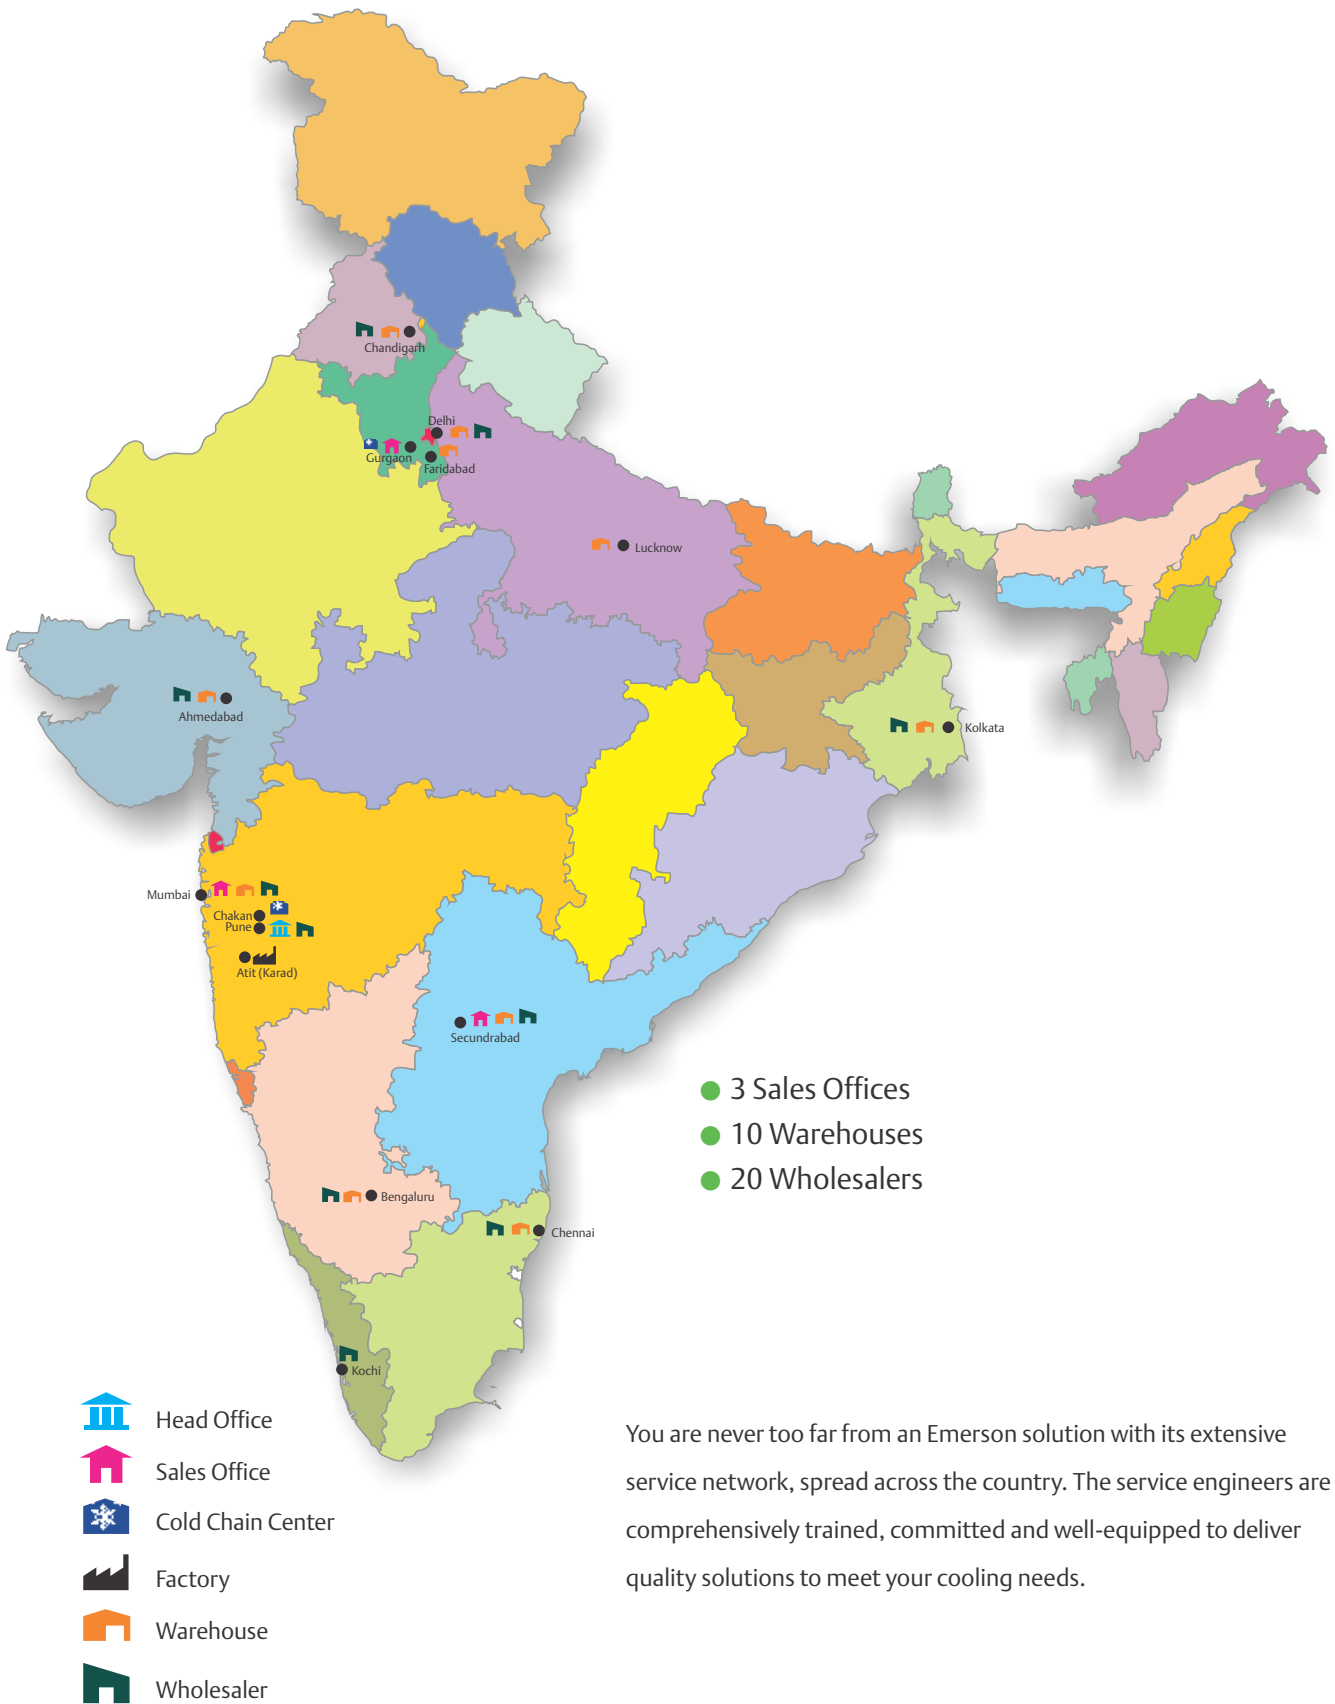 Chandigarh
Delhi
Gurgaon
Faridabad
Lucknow
Ahmedabad
Kolkata
Mumbai
Chakan
Pune
Atit (Karad)
Secundrabad
3 Sales Offices
10 Warehouses
20 Wholesalers
Bengaluru
Chennai
Kochi
Head Office
Sales Office
Cold Chain Center
Factory
Warehouse
Wholesaler
You are never too far from an Emerson solution with its extensive
service network, spread across the country. The service engineers are
comprehensively trained, committed and well-equipped to deliver
quality solutions to meet your cooling needs.